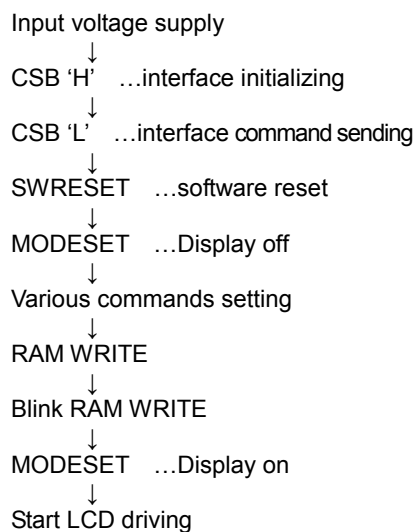 Input voltage supply
↓
CSB ‘H’ …interface initializing
↓
CSB ‘L’ …interface command sending
↓
SWRESET …software reset
↓
MODESET …Display off
↓
Various commands setting
↓
RAM WRITE
↓
Blink RAM WRITE
↓
MODESET …Display on
↓
Start LCD driving